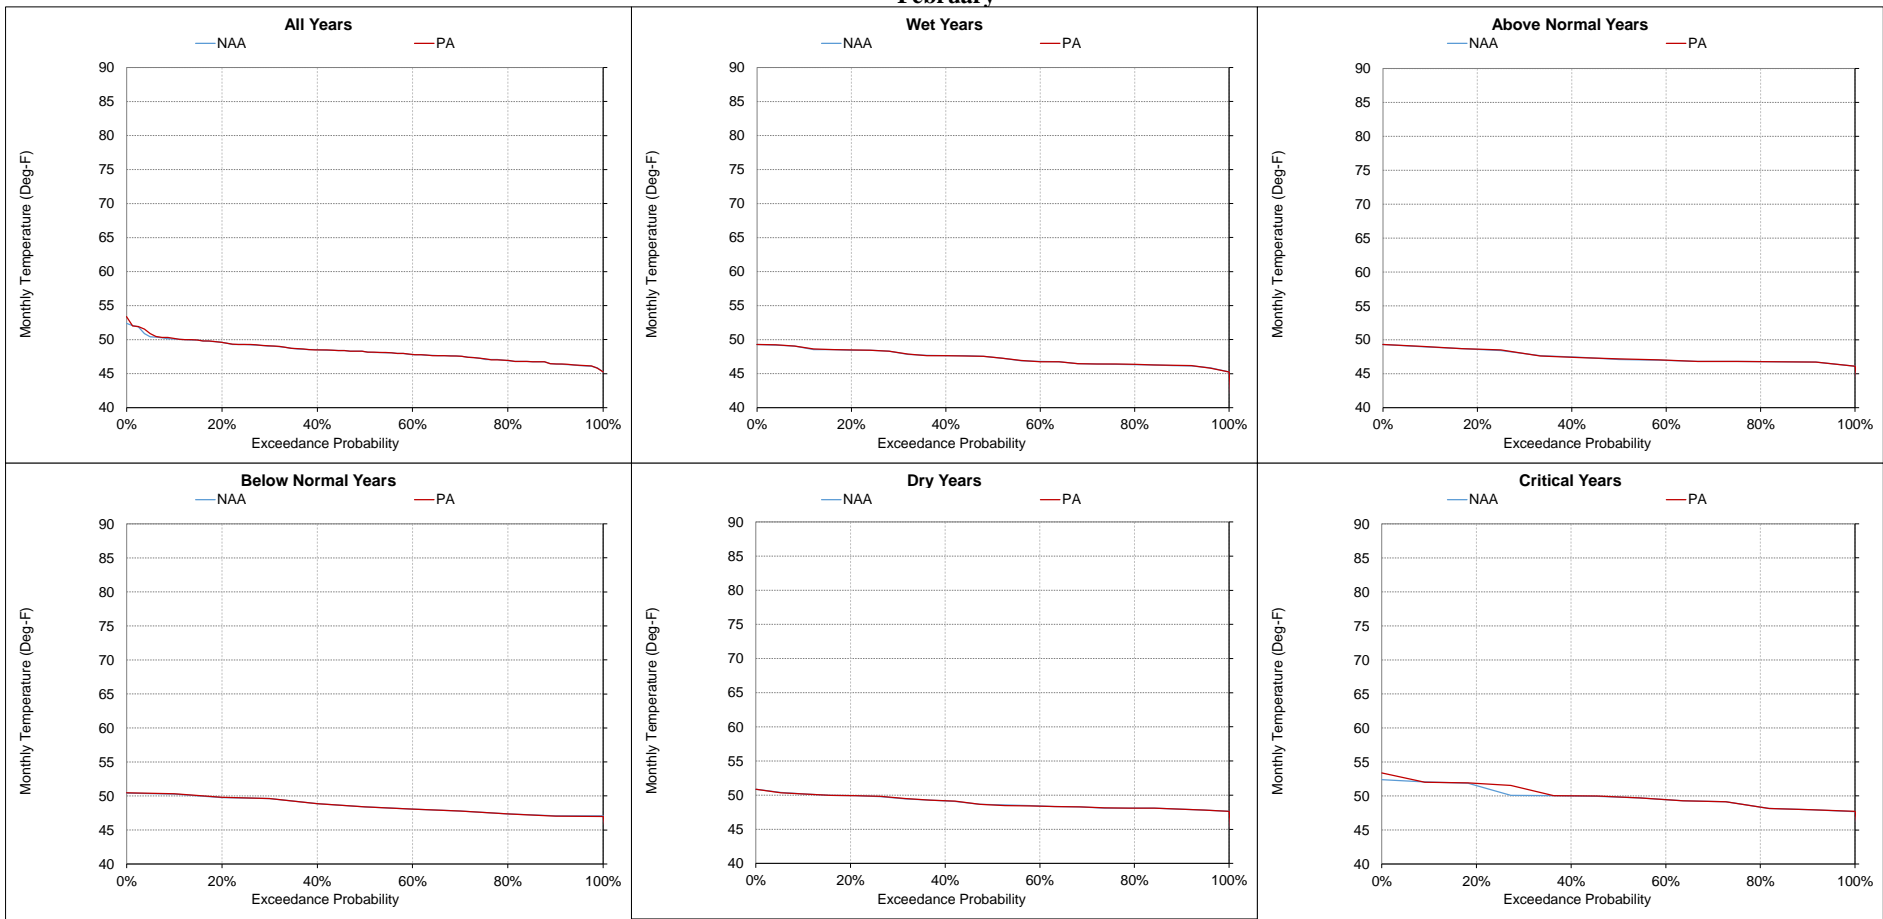 February
All Years
NAA PA
90
85
80
75
70
65
60
55
50
45
40
0% 20% 40% 60% 80% 100%
Monthly Temperature (Deg-F)
Exceedance Probability
Wet Years
NAA PA
90
85
80
75
70
65
60
55
50
45
40
0% 20% 40% 60% 80% 100%
Monthly Temperature (Deg-F)
Exceedance Probability
Above Normal Years
NAA PA
90
85
80
75
70
65
60
55
50
45
40
0% 20% 40% 60% 80% 100%
Monthly Temperature (Deg-F)
Exceedance Probability
Below Normal Years
NAA PA
90
85
80
75
70
65
60
55
50
45
40
0% 20% 40% 60% 80% 100%
Monthly Temperature (Deg-F)
Exceedance Probability
Dry Years
NAA PA
90
85
80
75
70
65
60
55
50
45
40
0% 20% 40% 60% 80% 100%
Monthly Temperature (Deg-F)
Exceedance Probability
Critical Years
NAA PA
90
85
80
75
70
65
60
55
50
45
40
0% 20% 40% 60% 80% 100%
Monthly Temperature (Deg-F)
Exceedance Probability